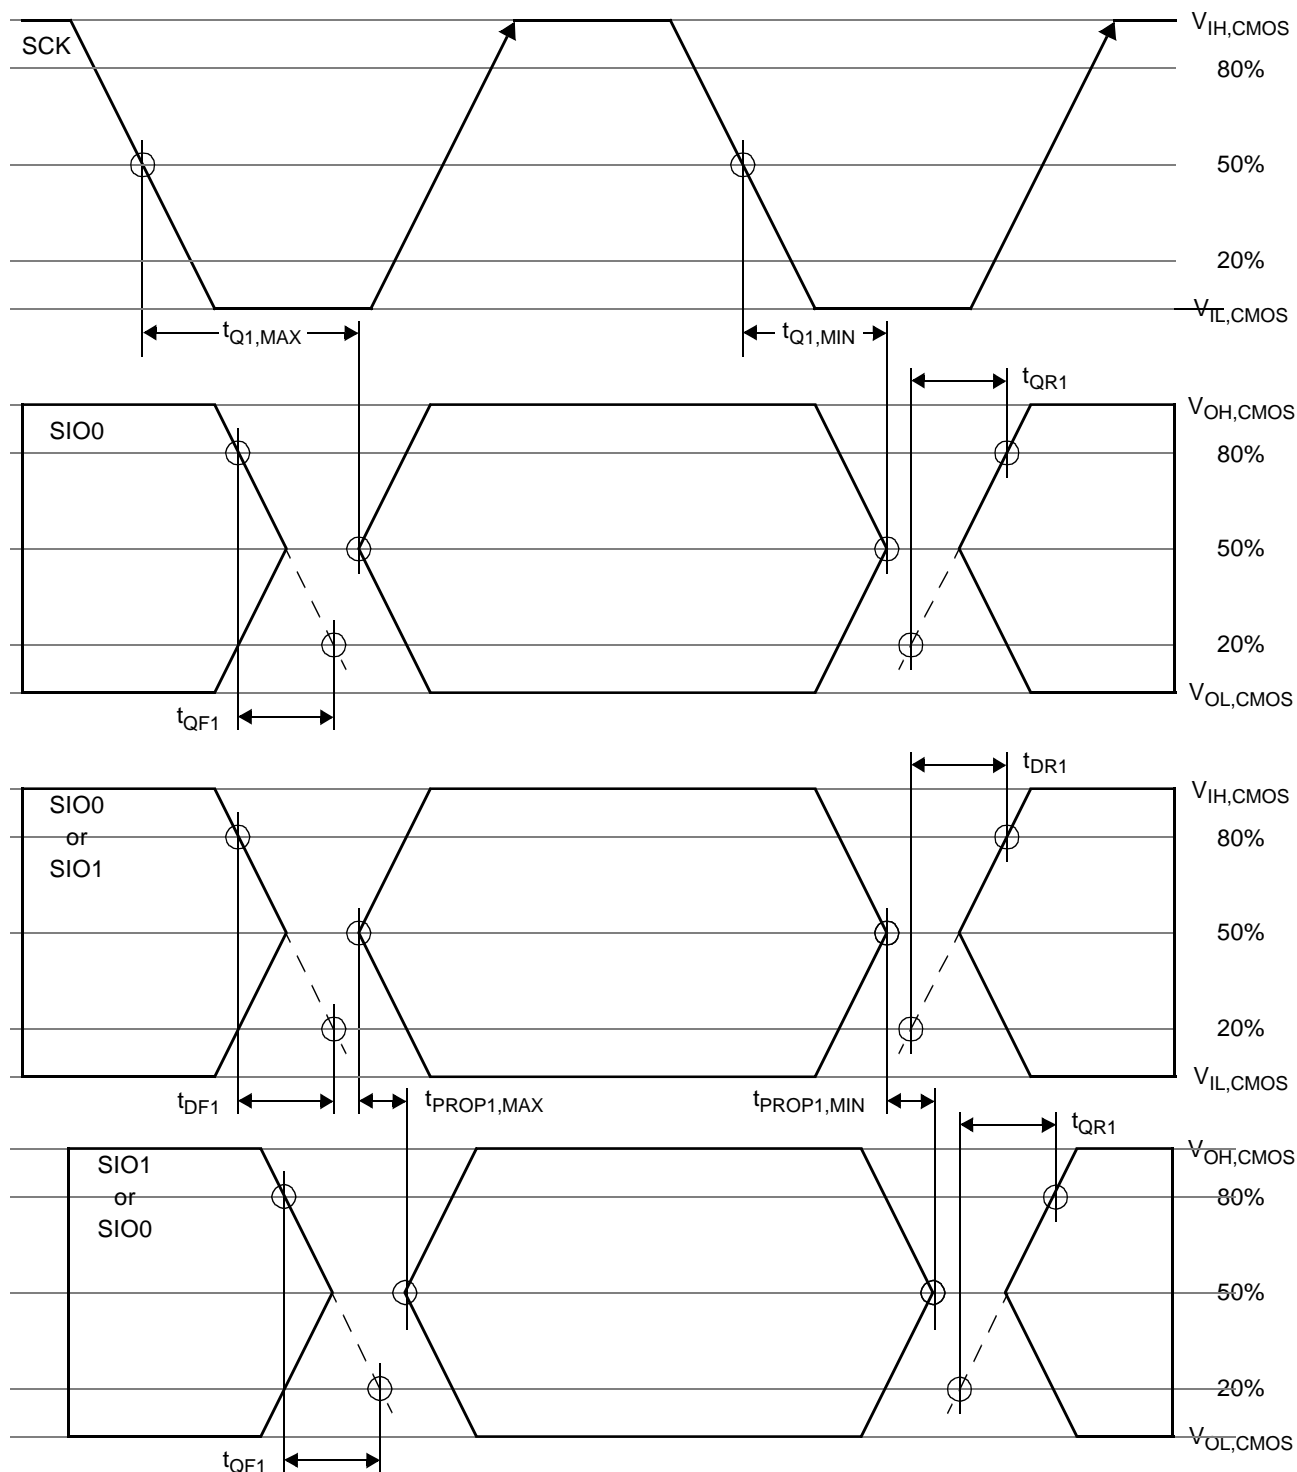 SCK
V_IH,CMOS
80%
50%
20%
V_IL,CMOS
t_Q1,MAX
t_Q1,MIN
t_QR1
SIO0
V_OH,CMOS
80%
50%
20%
V_OL,CMOS
t_QF1
t_DR1
SIO0
or
SIO1
V_IH,CMOS
80%
50%
20%
V_IL,CMOS
t_DF1
t_PROP1,MAX
t_PROP1,MIN
t_QR1
SIO1
or
SIO0
V_OH,CMOS
80%
50%
20%
V_OL,CMOS
t_QF1